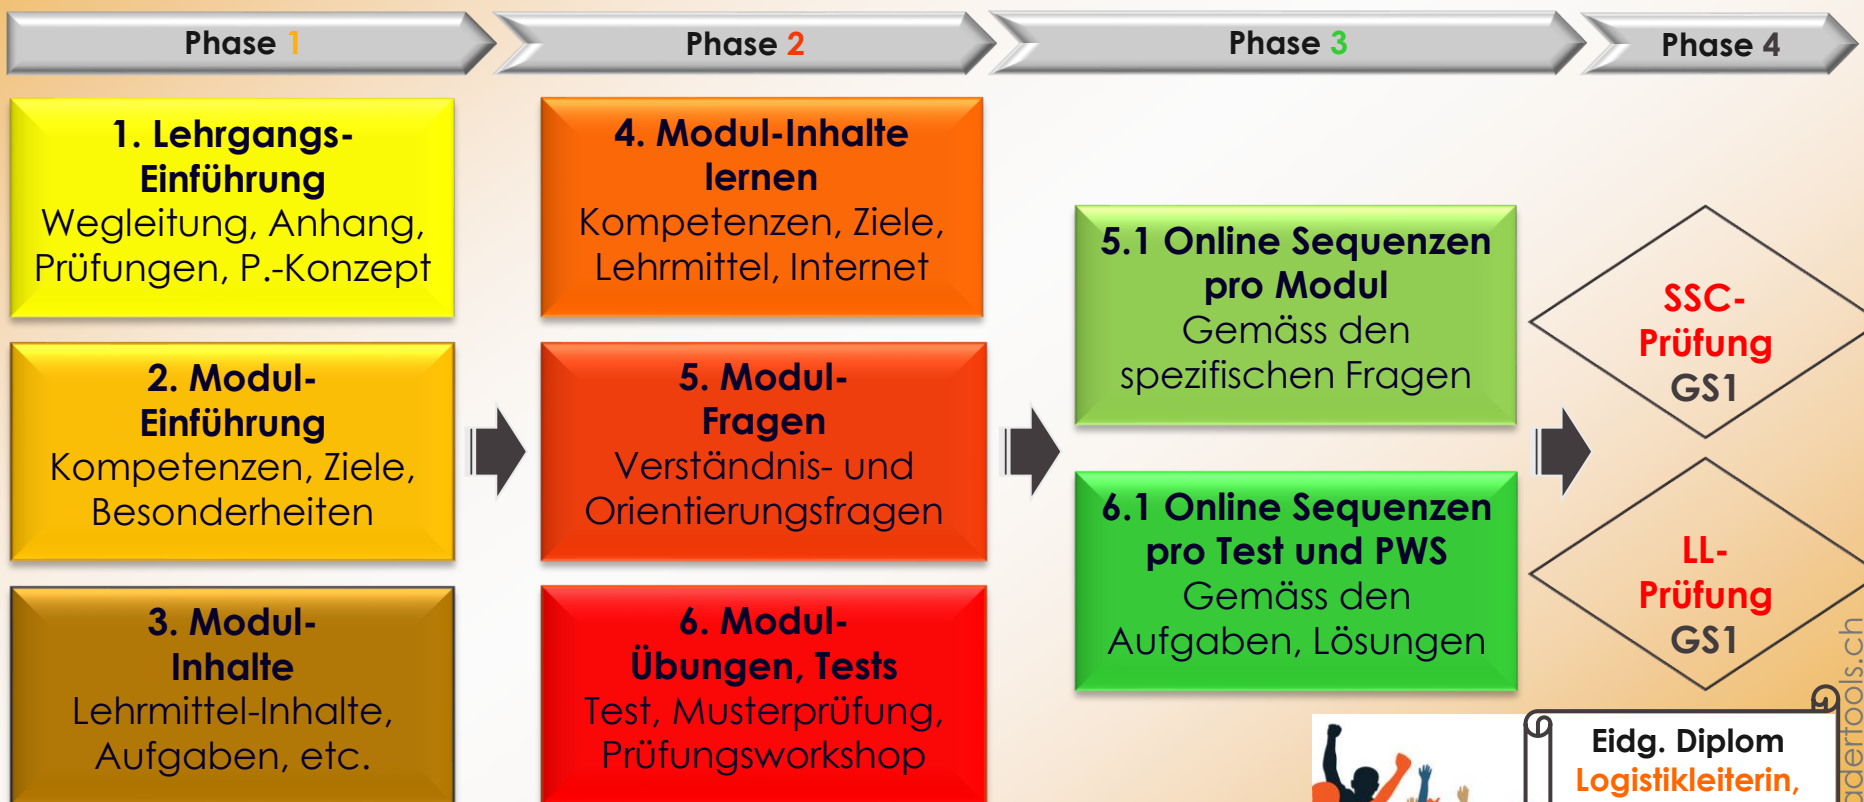 Phase 1
Phase 2
Phase 3
Phase 4
1. Lehrgangs-
Einführung
Wegleitung, Anhang,
Prüfungen, P.-Konzept
2. Modul-
Einführung
Kompetenzen, Ziele,
Besonderheiten
3. Modul-
Inhalte
Lehrmittel-Inhalte,
Aufgaben, etc.
4. Modul-Inhalte
lernen
Kompetenzen, Ziele,
Lehrmittel, Internet
5. Modul-
Fragen
Verständnis- und
Orientierungsfragen
6. Modul-
Übungen, Tests
Test, Musterprüfung,
Prüfungsworkshop
5.1 Online Sequenzen
pro Modul
Gemäss den
spezifischen Fragen
6.1 Online Sequenzen
pro Test und PWS
Gemäss den
Aufgaben, Lösungen
SSC-
Prüfung
GS1
LL-
Prüfung
GS1
Eidg. Diplom
Logistikleiterin,